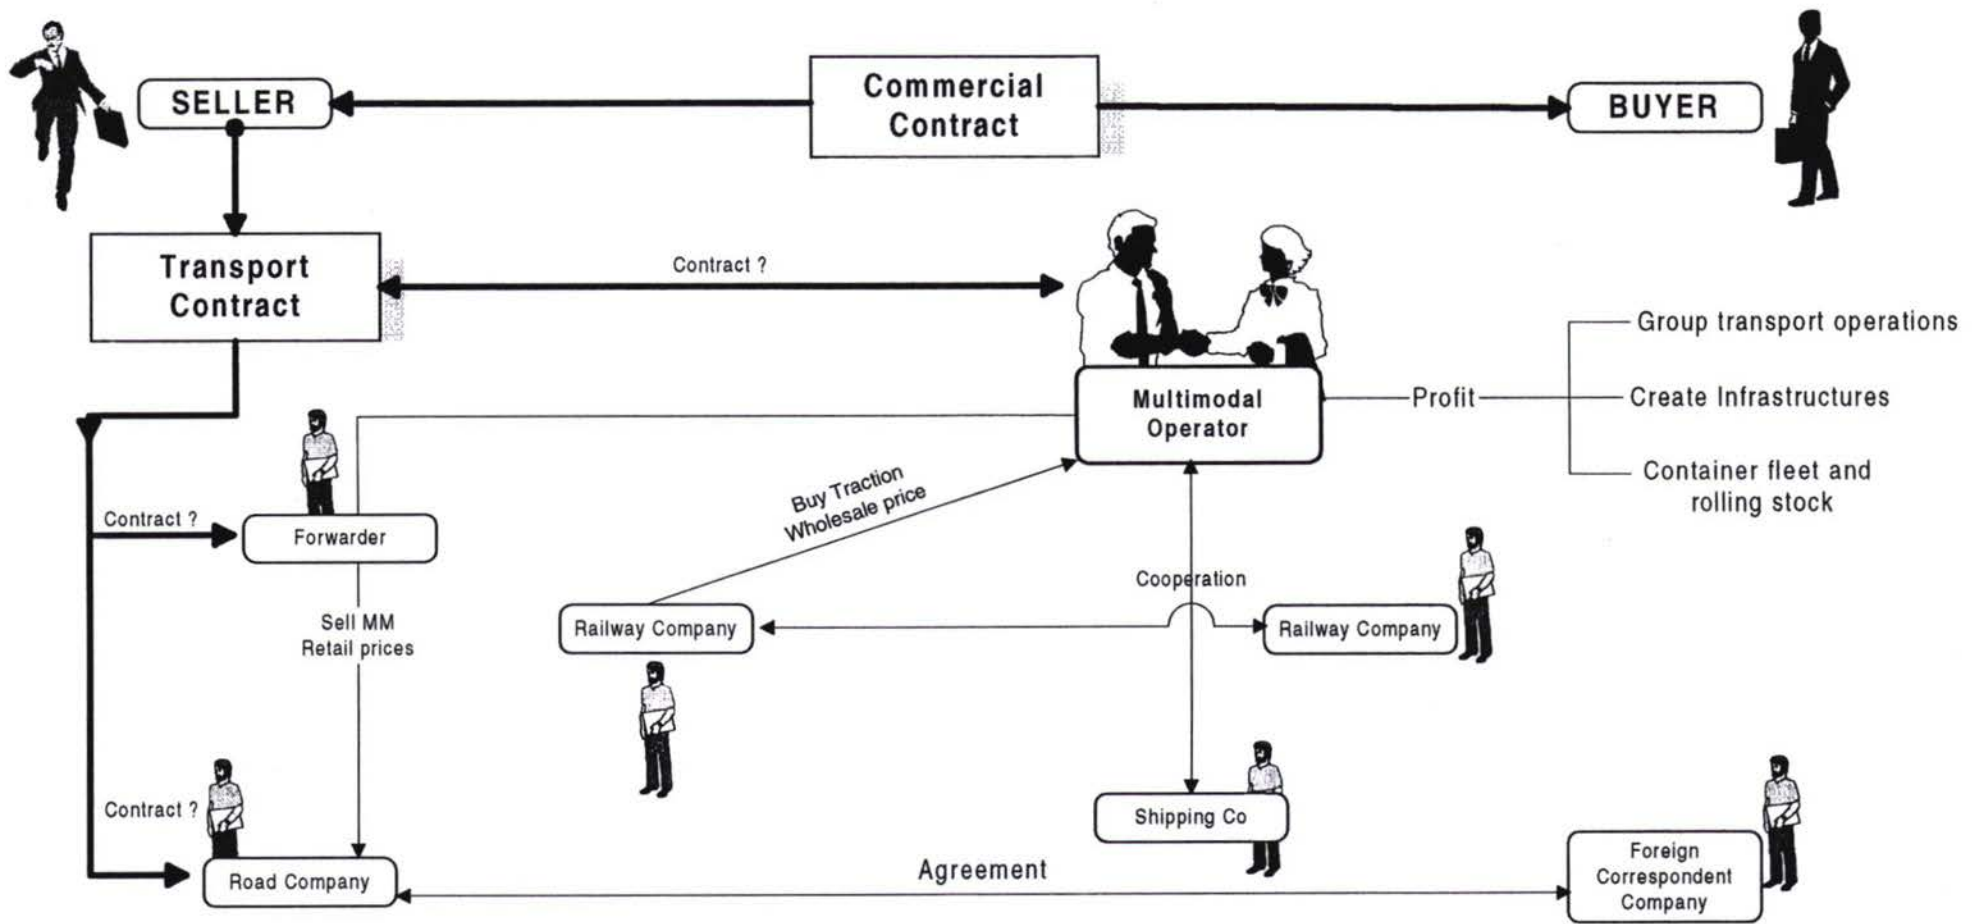 SELLER
Commercial
Contract
BUYER
Transport
Contract
Contract ?
Group transport operations
Multimodal
Operator
Profit
Create Infrastructures
Container fleet and
rolling stock
Buy Traction
Wholesale price
Contract ?
Forwarder
Cooperation
Sell MM
Retail prices
Railway Company
Railway Company
Contract ?
Shipping Co
Road Company
Agreement
Foreign
Correspondent
Company